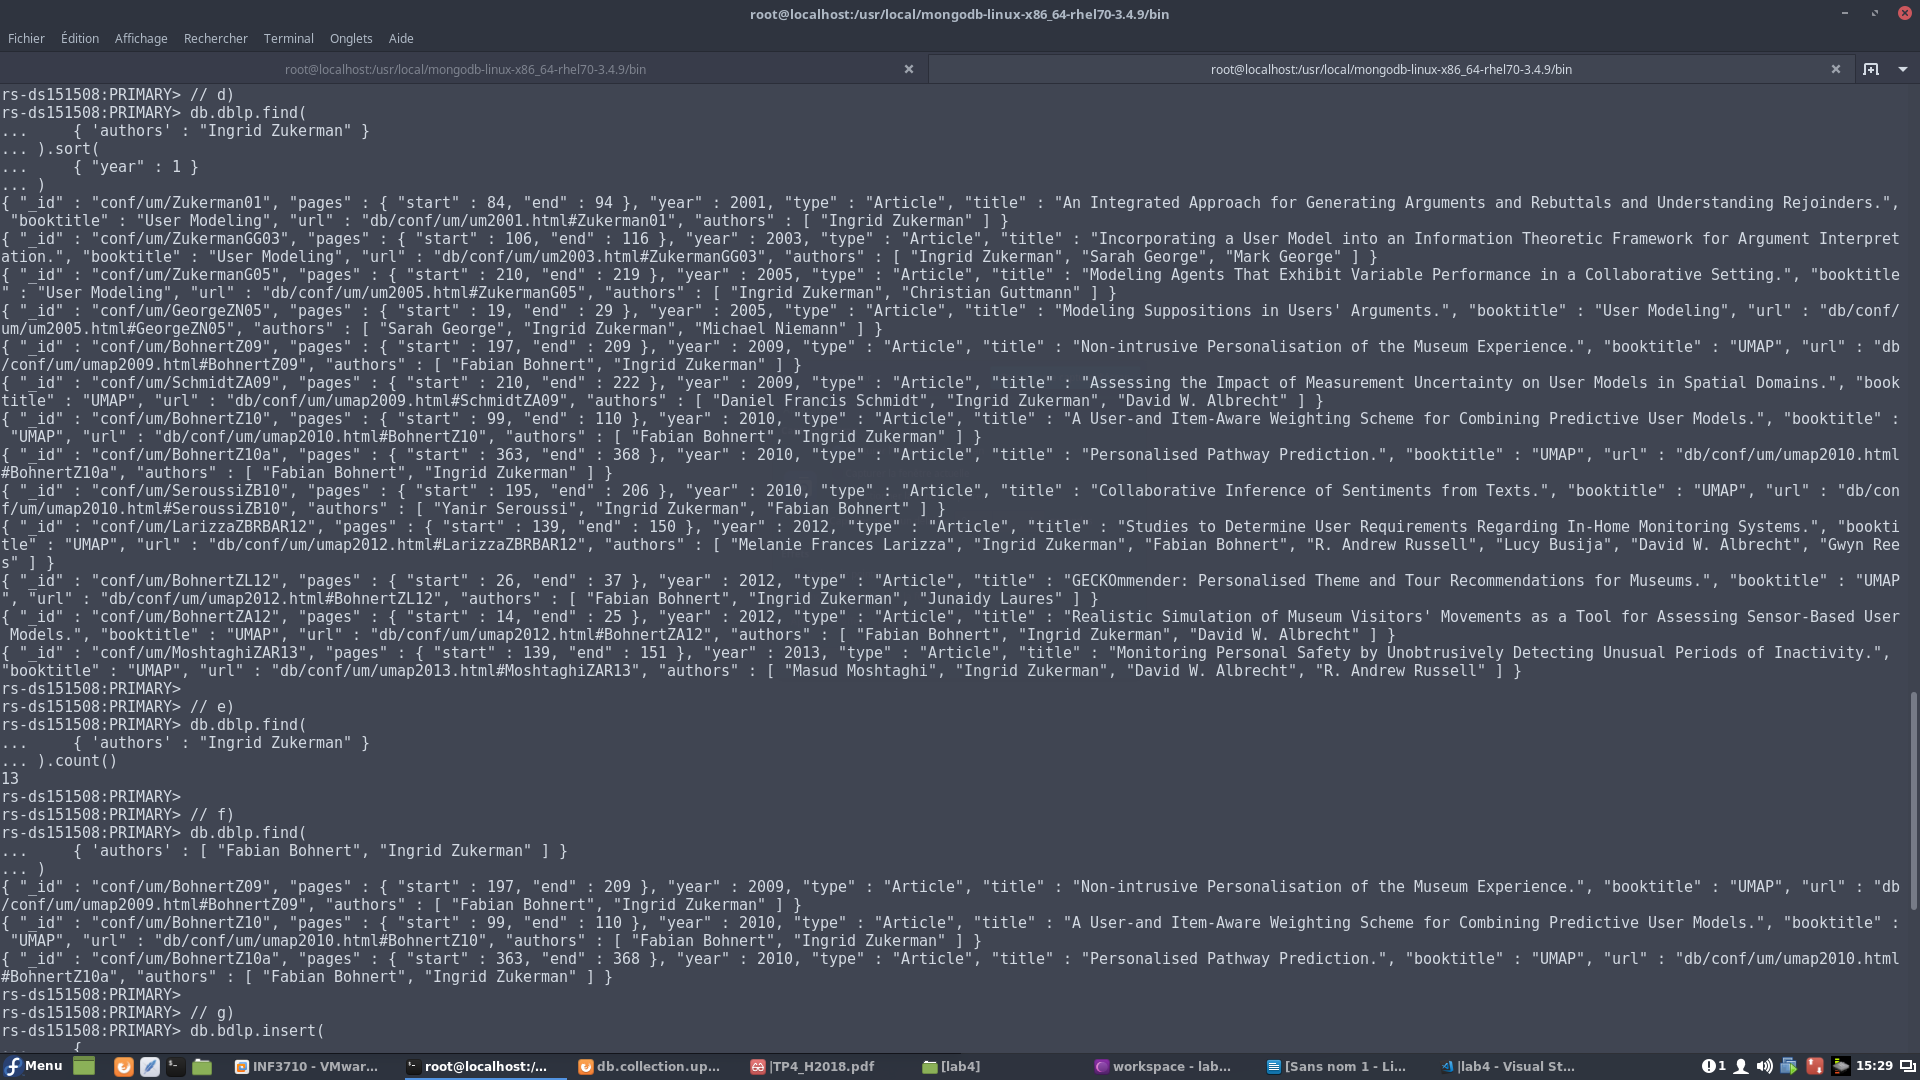 root@localhost:/usr/local/mongodb-linux-x86_64-rhel70-3.4.9/bin
Fichier Édition Affichage Rechercher Terminal Onglets Aide
root@localhost:/usr/local/mongodb-linux-x86_64-rhel70-3.4.9/bin root@localhost:/usr/local/mongodb-linux-x86_64-rhel70-3.4.9/bin
rs-ds151508:PRIMARY> // d)
rs-ds151508:PRIMARY> db.dblp.find(
...     { 'authors' : "Ingrid Zukerman" }
... ).sort(
...     { "year" : 1 }
... )
{ "_id" : "conf/um/Zukerman01", "pages" : { "start" : 84, "end" : 94 }, "year" : 2001, "type" : "Article", "title" : "An Integrated Approach for Generating Arguments and Rebuttals and Understanding Rejoinders.",
 "booktitle" : "User Modeling", "url" : "db/conf/um/um2001.html#Zukerman01", "authors" : [ "Ingrid Zukerman" ] }
{ "_id" : "conf/um/ZukermanGG03", "pages" : { "start" : 106, "end" : 116 }, "year" : 2003, "type" : "Article", "title" : "Incorporating a User Model into an Information Theoretic Framework for Argument Interpret
ation.", "booktitle" : "User Modeling", "url" : "db/conf/um/um2003.html#ZukermanGG03", "authors" : [ "Ingrid Zukerman", "Sarah George", "Mark George" ] }
{ "_id" : "conf/um/ZukermanG05", "pages" : { "start" : 210, "end" : 219 }, "year" : 2005, "type" : "Article", "title" : "Modeling Agents That Exhibit Variable Performance in a Collaborative Setting.", "booktitle
" : "User Modeling", "url" : "db/conf/um/um2005.html#ZukermanG05", "authors" : [ "Ingrid Zukerman", "Christian Guttmann" ] }
{ "_id" : "conf/um/GeorgeZN05", "pages" : { "start" : 19, "end" : 29 }, "year" : 2005, "type" : "Article", "title" : "Modeling Suppositions in Users' Arguments.", "booktitle" : "User Modeling", "url" : "db/conf/
um/um2005.html#GeorgeZN05", "authors" : [ "Sarah George", "Ingrid Zukerman", "Michael Niemann" ] }
{ "_id" : "conf/um/BohnertZ09", "pages" : { "start" : 197, "end" : 209 }, "year" : 2009, "type" : "Article", "title" : "Non-intrusive Personalisation of the Museum Experience.", "booktitle" : "UMAP", "url" : "db
/conf/um/umap2009.html#BohnertZ09", "authors" : [ "Fabian Bohnert", "Ingrid Zukerman" ] }
{ "_id" : "conf/um/SchmidtZA09", "pages" : { "start" : 210, "end" : 222 }, "year" : 2009, "type" : "Article", "title" : "Assessing the Impact of Measurement Uncertainty on User Models in Spatial Domains.", "book
title" : "UMAP", "url" : "db/conf/um/umap2009.html#SchmidtZA09", "authors" : [ "Daniel Francis Schmidt", "Ingrid Zukerman", "David W. Albrecht" ] }
{ "_id" : "conf/um/BohnertZ10", "pages" : { "start" : 99, "end" : 110 }, "year" : 2010, "type" : "Article", "title" : "A User-and Item-Aware Weighting Scheme for Combining Predictive User Models.", "booktitle" :
 "UMAP", "url" : "db/conf/um/umap2010.html#BohnertZ10", "authors" : [ "Fabian Bohnert", "Ingrid Zukerman" ] }
{ "_id" : "conf/um/BohnertZ10a", "pages" : { "start" : 363, "end" : 368 }, "year" : 2010, "type" : "Article", "title" : "Personalised Pathway Prediction.", "booktitle" : "UMAP", "url" : "db/conf/um/umap2010.html
#BohnertZ10a", "authors" : [ "Fabian Bohnert", "Ingrid Zukerman" ] }
{ "_id" : "conf/um/SeroussiZB10", "pages" : { "start" : 195, "end" : 206 }, "year" : 2010, "type" : "Article", "title" : "Collaborative Inference of Sentiments from Texts.", "booktitle" : "UMAP", "url" : "db/con
f/um/umap2010.html#SeroussiZB10", "authors" : [ "Yanir Seroussi", "Ingrid Zukerman", "Fabian Bohnert" ] }
{ "_id" : "conf/um/LarizzaZBRBAR12", "pages" : { "start" : 139, "end" : 150 }, "year" : 2012, "type" : "Article", "title" : "Studies to Determine User Requirements Regarding In-Home Monitoring Systems.", "bookti
tle" : "UMAP", "url" : "db/conf/um/umap2012.html#LarizzaZBRBAR12", "authors" : [ "Melanie Frances Larizza", "Ingrid Zukerman", "Fabian Bohnert", "R. Andrew Russell", "Lucy Busija", "David W. Albrecht", "Gwyn Ree
s" ] }
{ "_id" : "conf/um/BohnertZL12", "pages" : { "start" : 26, "end" : 37 }, "year" : 2012, "type" : "Article", "title" : "GECKOmmender: Personalised Theme and Tour Recommendations for Museums.", "booktitle" : "UMAP
", "url" : "db/conf/um/umap2012.html#BohnertZL12", "authors" : [ "Fabian Bohnert", "Ingrid Zukerman", "Junaidy Laures" ] }
{ "_id" : "conf/um/BohnertZA12", "pages" : { "start" : 14, "end" : 25 }, "year" : 2012, "type" : "Article", "title" : "Realistic Simulation of Museum Visitors' Movements as a Tool for Assessing Sensor-Based User
 Models.", "booktitle" : "UMAP", "url" : "db/conf/um/umap2012.html#BohnertZA12", "authors" : [ "Fabian Bohnert", "Ingrid Zukerman", "David W. Albrecht" ] }
{ "_id" : "conf/um/MoshtaghiZAR13", "pages" : { "start" : 139, "end" : 151 }, "year" : 2013, "type" : "Article", "title" : "Monitoring Personal Safety by Unobtrusively Detecting Unusual Periods of Inactivity.",
"booktitle" : "UMAP", "url" : "db/conf/um/umap2013.html#MoshtaghiZAR13", "authors" : [ "Masud Moshtaghi", "Ingrid Zukerman", "David W. Albrecht", "R. Andrew Russell" ] }
rs-ds151508:PRIMARY>
rs-ds151508:PRIMARY> // e)
rs-ds151508:PRIMARY> db.dblp.find(
...     { 'authors' : "Ingrid Zukerman" }
... ).count()
13
rs-ds151508:PRIMARY>
rs-ds151508:PRIMARY> // f)
rs-ds151508:PRIMARY> db.dblp.find(
...     { 'authors' : [ "Fabian Bohnert", "Ingrid Zukerman" ] }
... )
{ "_id" : "conf/um/BohnertZ09", "pages" : { "start" : 197, "end" : 209 }, "year" : 2009, "type" : "Article", "title" : "Non-intrusive Personalisation of the Museum Experience.", "booktitle" : "UMAP", "url" : "db
/conf/um/umap2009.html#BohnertZ09", "authors" : [ "Fabian Bohnert", "Ingrid Zukerman" ] }
{ "_id" : "conf/um/BohnertZ10", "pages" : { "start" : 99, "end" : 110 }, "year" : 2010, "type" : "Article", "title" : "A User-and Item-Aware Weighting Scheme for Combining Predictive User Models.", "booktitle" :
 "UMAP", "url" : "db/conf/um/umap2010.html#BohnertZ10", "authors" : [ "Fabian Bohnert", "Ingrid Zukerman" ] }
{ "_id" : "conf/um/BohnertZ10a", "pages" : { "start" : 363, "end" : 368 }, "year" : 2010, "type" : "Article", "title" : "Personalised Pathway Prediction.", "booktitle" : "UMAP", "url" : "db/conf/um/umap2010.html
#BohnertZ10a", "authors" : [ "Fabian Bohnert", "Ingrid Zukerman" ] }
rs-ds151508:PRIMARY>
rs-ds151508:PRIMARY> // g)
rs-ds151508:PRIMARY> db.bdlp.insert(
...     {
Menu INF3710 - VMwar... root@localhost:/... db.collection.up... |TP4_H2018.pdf [lab4] workspace - lab... [Sans nom 1 - Li... |lab4 - Visual St... 1 15:29